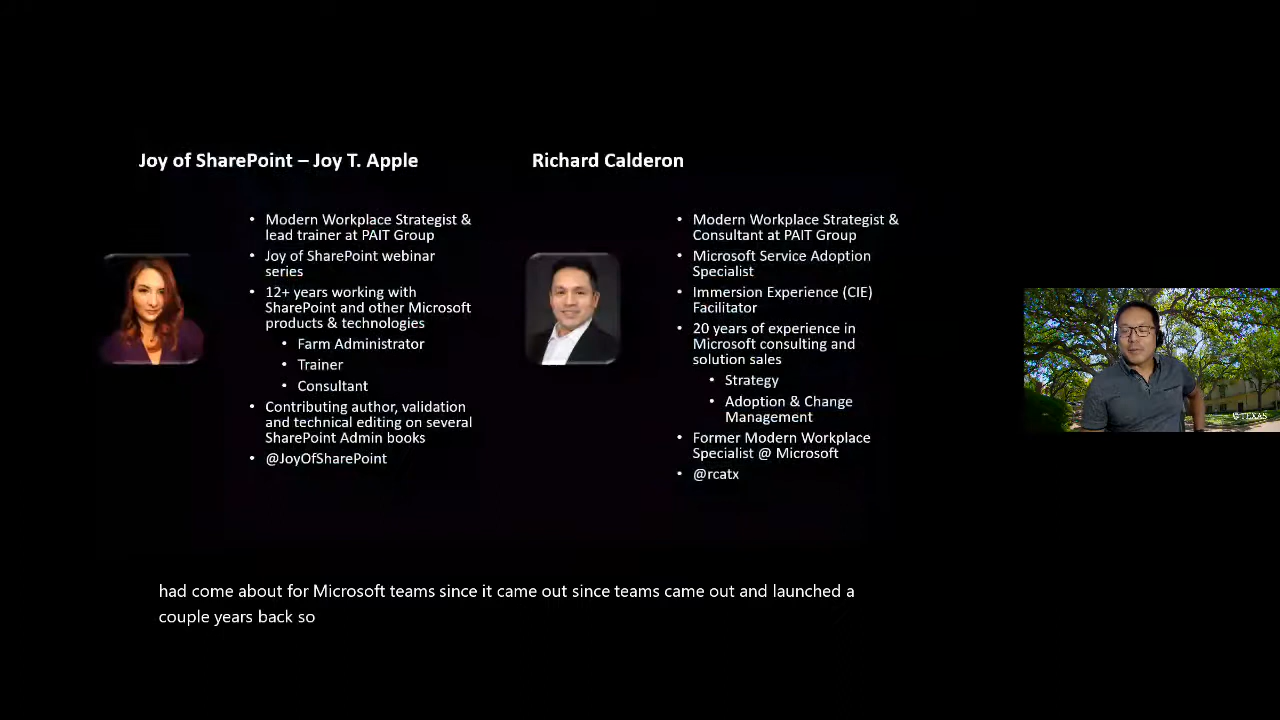 Joy of SharePoint – Joy T. Apple
• Modern Workplace Strategist &
lead trainer at PAIT Group
• Joy of SharePoint webinar
series
• 12+ years working with
SharePoint and other Microsoft
products & technologies
• Farm Administrator
• Trainer
• Consultant
• Contributing author, validation
and technical editing on several
SharePoint Admin books
• @JoyOfSharePoint
Richard Calderon
• Modern Workplace Strategist &
Consultant at PAIT Group
• Microsoft Service Adoption
Specialist
• Immersion Experience (CIE)
Facilitator
• 20 years of experience in
Microsoft consulting and
solution sales
• Strategy
• Adoption & Change
Management
• Former Modern Workplace
Specialist @ Microsoft
• @rcatx
TEXAS
had come about for Microsoft teams since it came out since teams came out and launched a
couple years back so